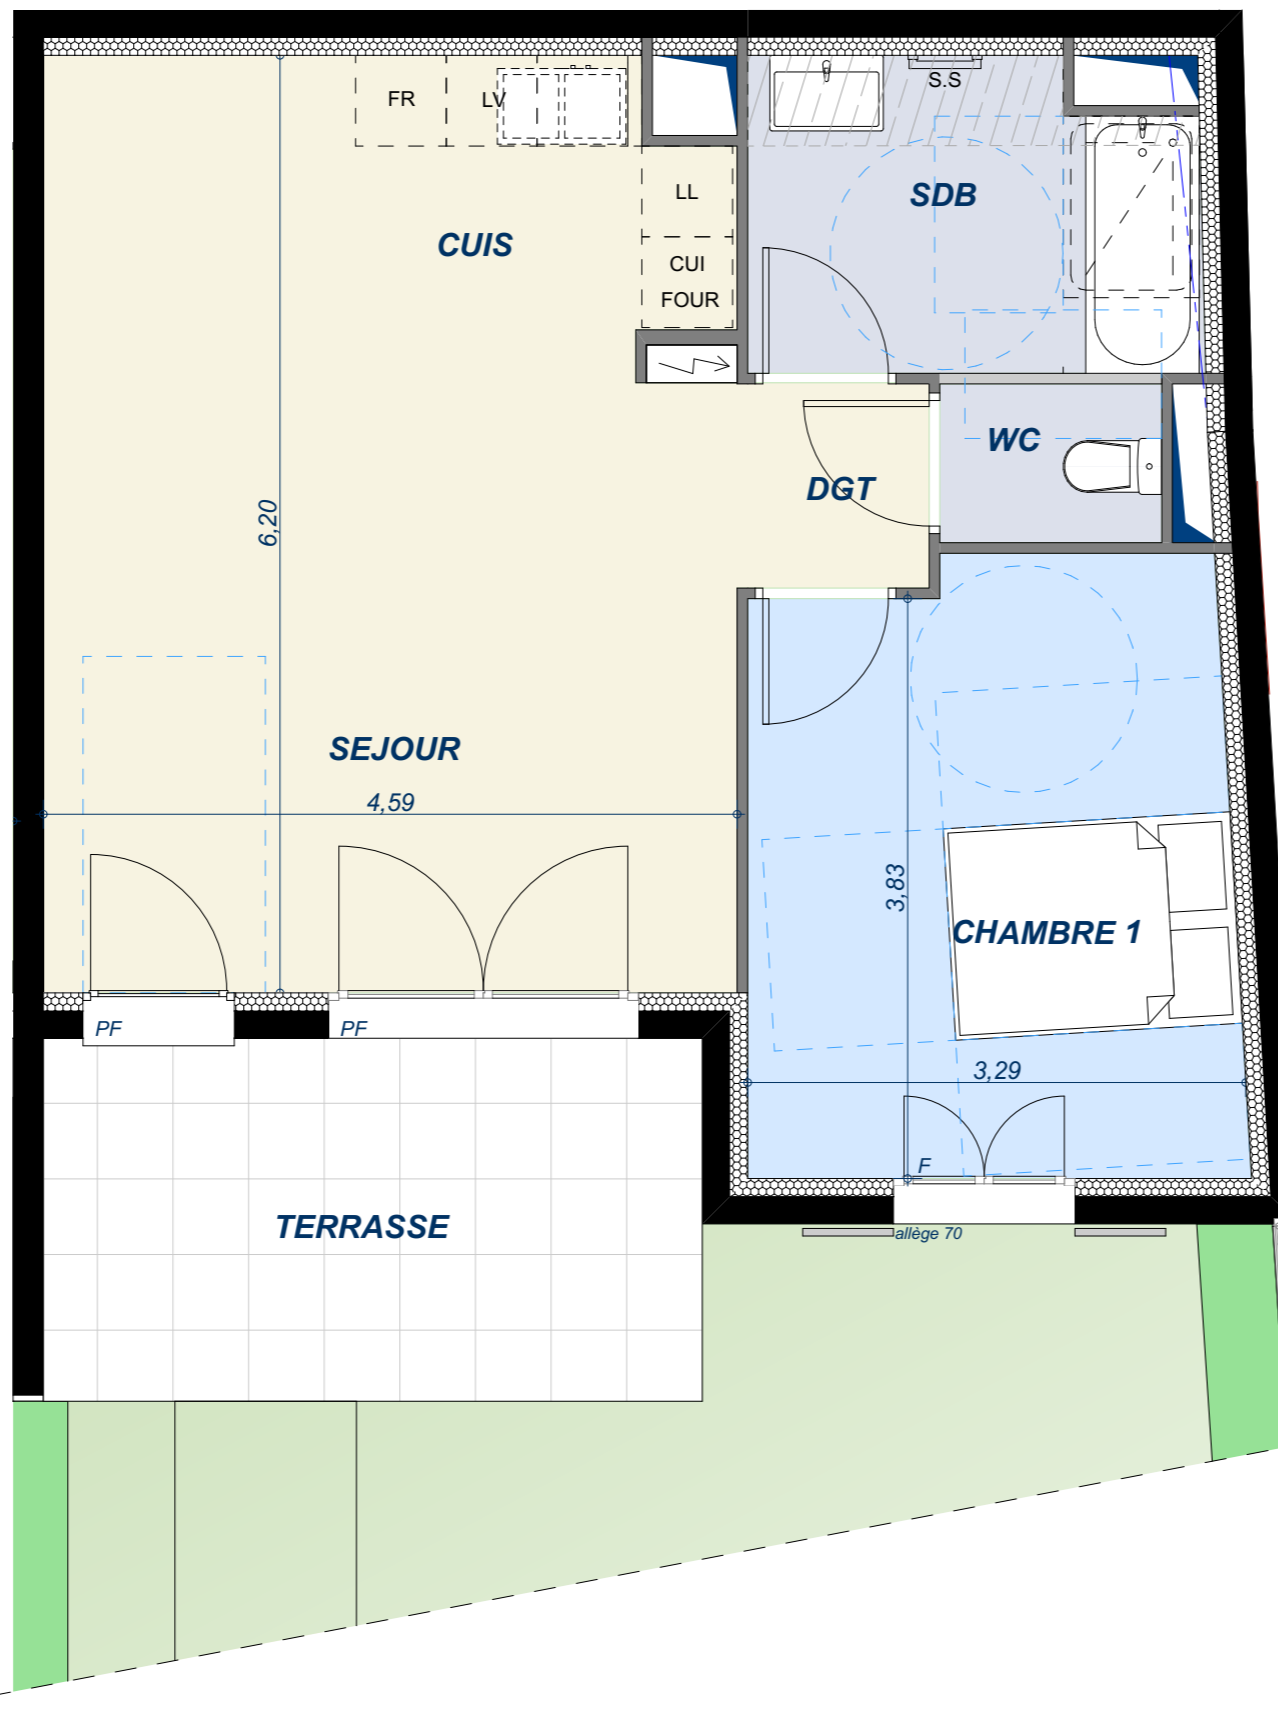 FR
LV
S.S
LL
SDB
CUIS
CUI
FOUR
WC
DGT
6,20
SEJOUR
4,59
3,83
CHAMBRE 1
PF
PF
3,29
F
TERRASSE
allège 70